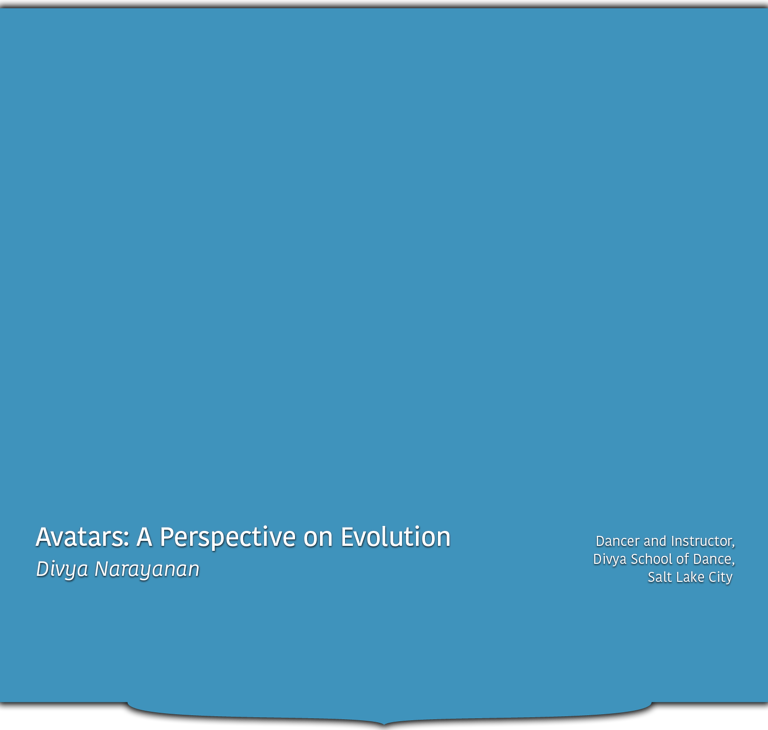 Avatars: A Perspective on Evolution
Divya Narayanan
Dancer and Instructor,
Divya School of Dance,
Salt Lake City